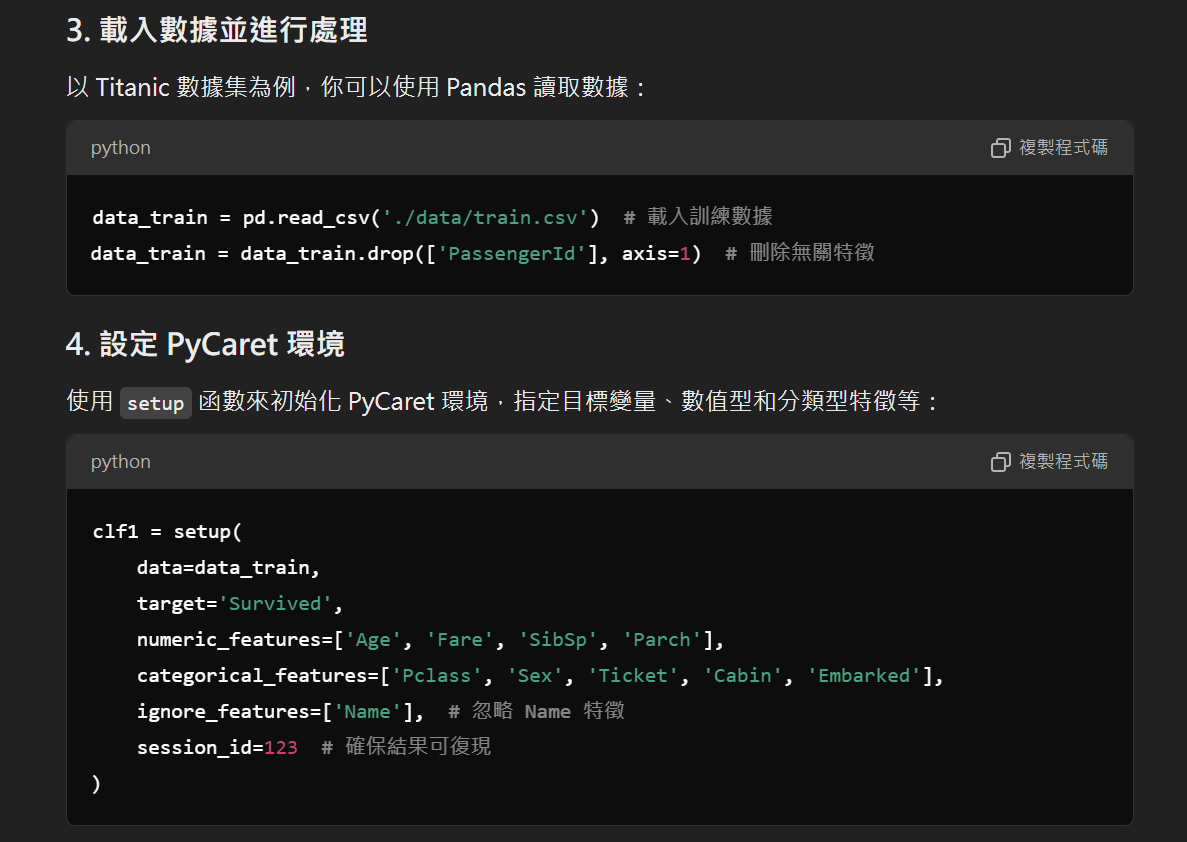 3. 載入數據並進行處理
以 Titanic 數據集為例，你可以使用 Pandas 讀取數據：
python
複製程式碼
data_train = pd.read_csv('./data/train.csv')  # 載入訓練數據
data_train = data_train.drop(['PassengerId'], axis=1)  # 刪除無關特徵
4. 設定 PyCaret 環境
使用 setup 函數來初始化 PyCaret 環境，指定目標變量、數值型和分類型特徵等：
python
複製程式碼
clf1 = setup(
    data=data_train,
    target='Survived',
    numeric_features=['Age', 'Fare', 'SibSp', 'Parch'],
    categorical_features=['Pclass', 'Sex', 'Ticket', 'Cabin', 'Embarked'],
    ignore_features=['Name'],  # 忽略 Name 特徵
    session_id=123  # 確保結果可復現
)